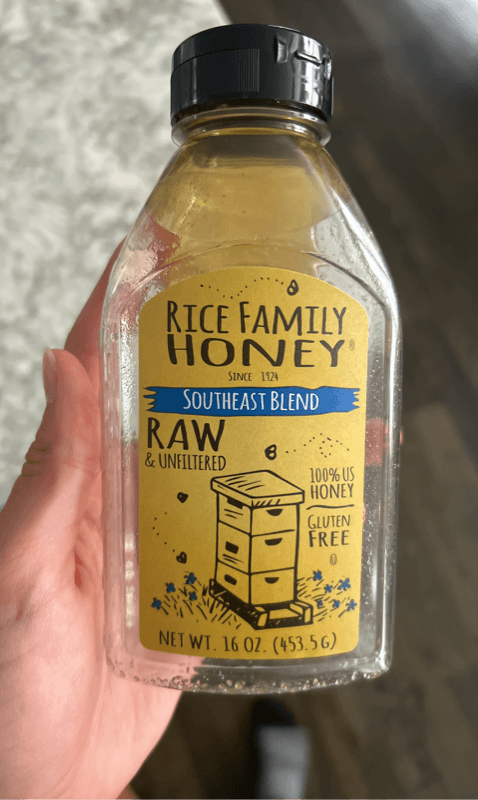 RICE FAMILY
HONEY®
SINCE 1924
SOUTHEAST BLEND
RAW
& UNFILTERED
100% US
HONEY
GLUTEN
FREE
NET WT. 16 OZ. (453.5G)